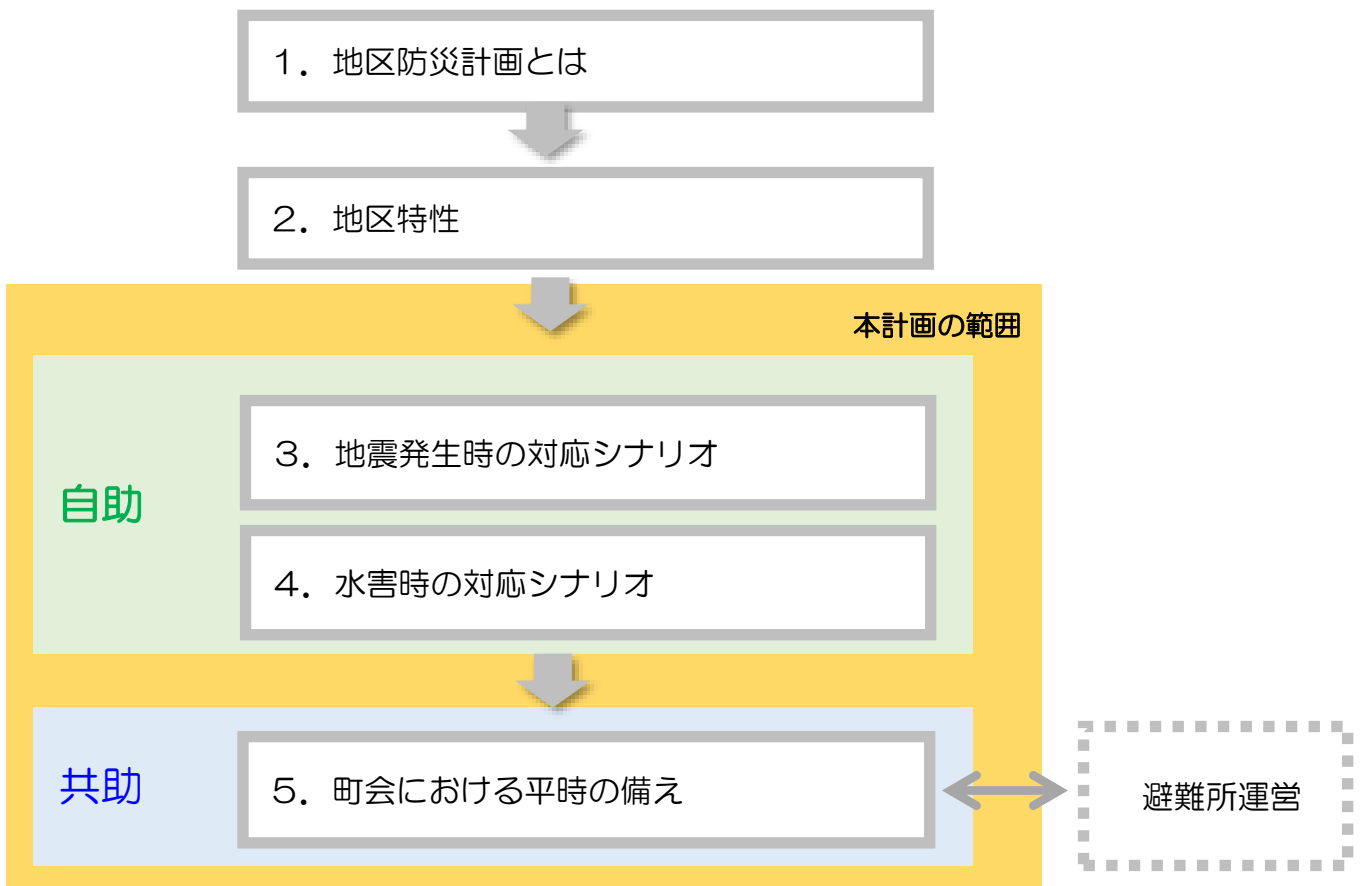 １．地区防災計画とは
２．地区特性
本計画の範囲
自助
３．地震発生時の対応シナリオ
４．水害時の対応シナリオ
共助
５．町会における平時の備え
避難所運営